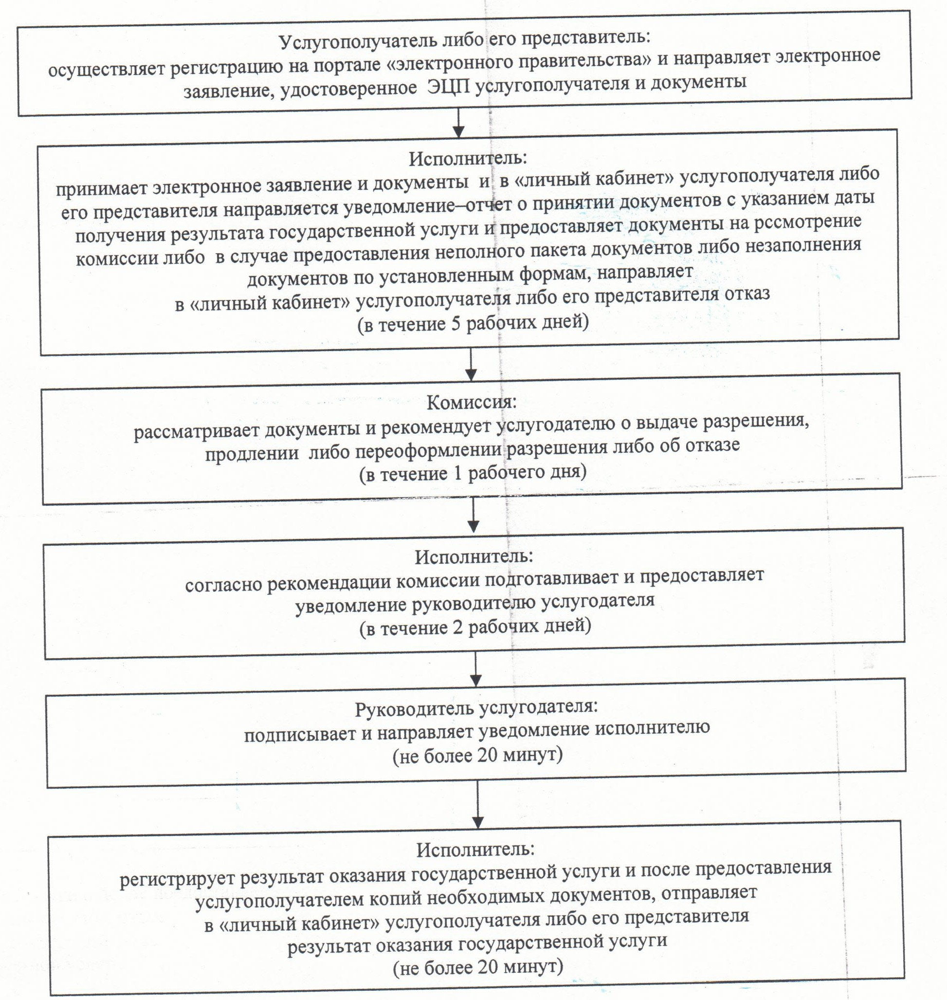 Услугополучатель либо его представитель:
осуществляет регистрацию на портале «электронного правительства» и направляет электронное
заявление, удостоверенное ЭЦП услугополучателя и документы
Исполнитель:
принимает электронное заявление и документы и в «личный кабинет» услугополучателя либо
его представителя направляется уведомление–отчет о принятии документов с указанием даты
получения результата государственной услуги и предоставляет документы на рссмотрение
комиссии либо в случае предоставления неполного пакета документов либо незаполнения
документов по установленным формам, направляет
в «личный кабинет» услугополучателя либо его представителя отказ
(в течение 5 рабочих дней)
Комиссия:
рассматривает документы и рекомендует услугодателю о выдаче разрешения,
продлении либо переоформлении разрешения либо об отказе
(в течение 1 рабочего дня)
Исполнитель:
согласно рекомендации комиссии подготавливает и предоставляет
уведомление руководителю услугодателя
(в течение 2 рабочих дней)
Руководитель услугодателя:
подписывает и направляет уведомление исполнителю
(не более 20 минут)
Исполнитель:
регистрирует результат оказания государственной услуги и после предоставления
услугополучателем копий необходимых документов, отправляет
в «личный кабинет» услугополучателя либо его представителя
результат оказания государственной услуги
(не более 20 минут)